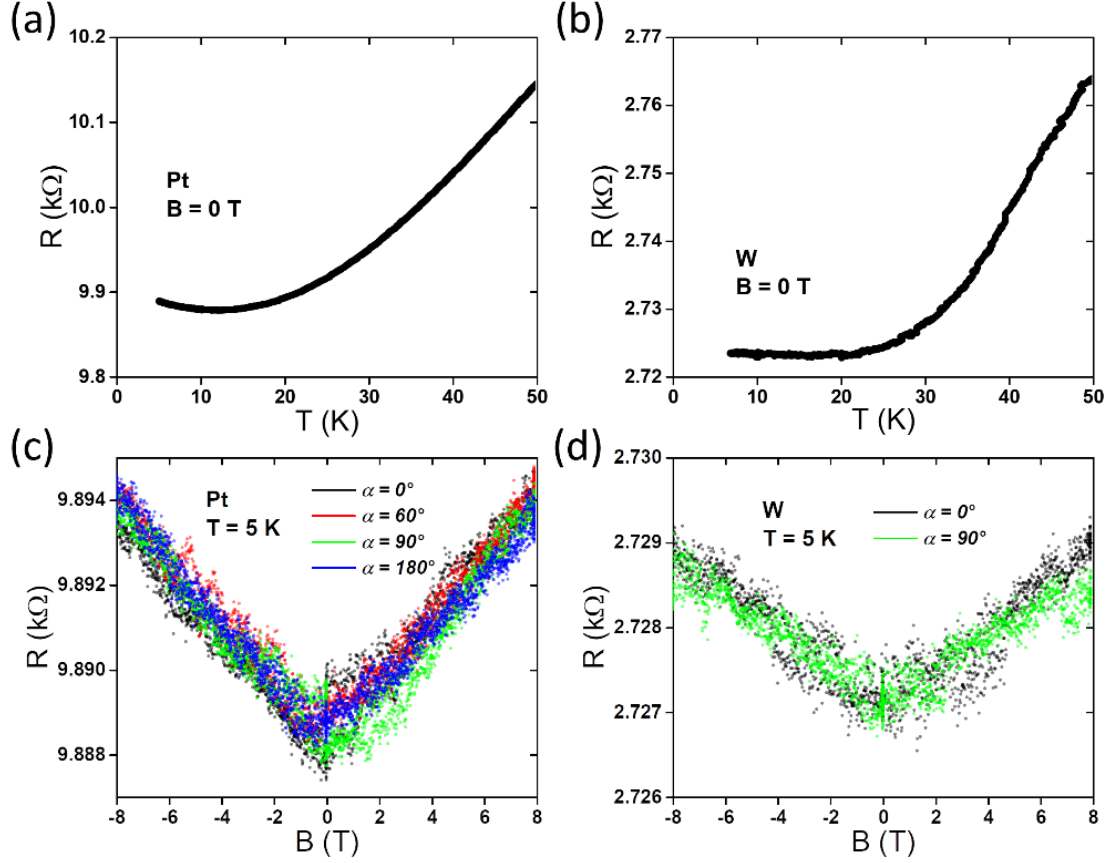 (a)
10.2
10.1
10.0
9.9
9.8
R (kΩ)
Pt
B = 0 T
0 10 20 30 40 50
T (K)
(b)
2.77
2.76
2.75
2.74
2.73
2.72
R (kΩ)
W
B = 0 T
0 10 20 30 40 50
T (K)
(c)
9.894
9.892
9.890
9.888
R (kΩ)
Pt
T = 5 K
α = 0°
α = 60°
α = 90°
α = 180°
-8 -6 -4 -2 0 2 4 6 8
B (T)
(d)
2.730
2.729
2.728
2.727
2.726
R (kΩ)
W
T = 5 K
α = 0°
α = 90°
-8 -6 -4 -2 0 2 4 6 8
B (T)